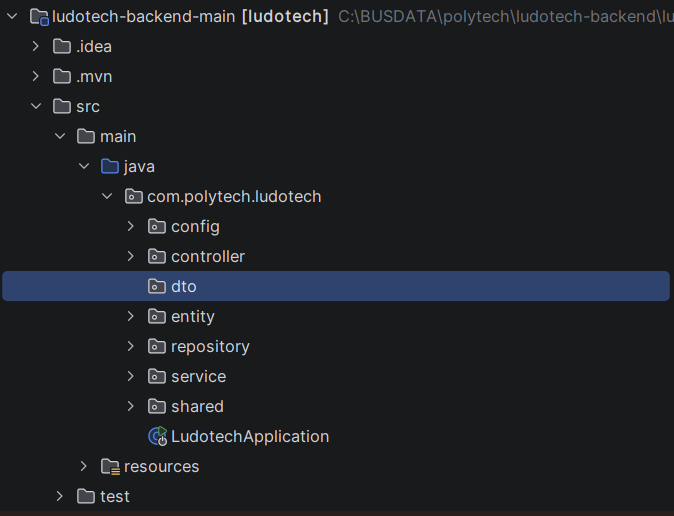 ludotech-backend-main [ludotech] C:\BUSDATA\polytech\ludotech-backend\lu
.idea
.mvn
src
main
java
com.polytech.ludotech
config
controller
dto
entity
repository
service
shared
LudotechApplication
resources
test